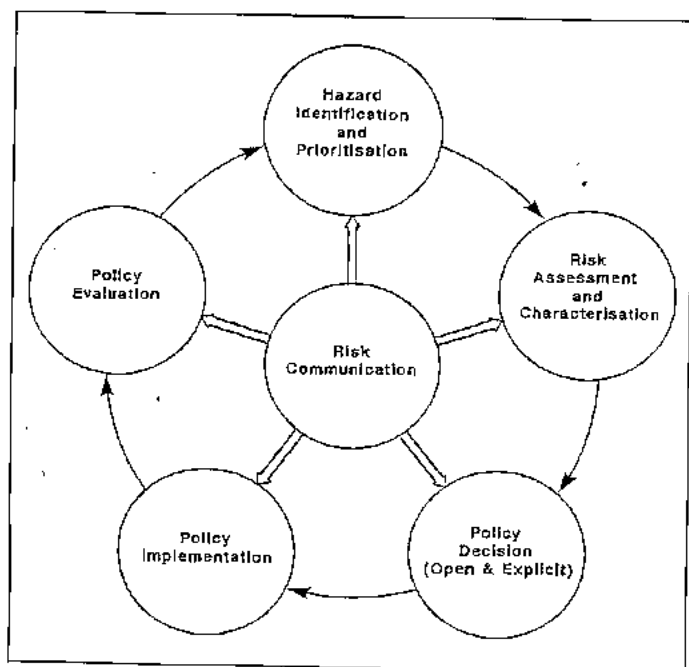 Hazard
Identification
and
Prioritisation
Risk
Assessment
and
Characterisation
Policy
Decision
(Open & Explicit)
Policy
Implementation
Policy
Evaluation
Risk
Communication